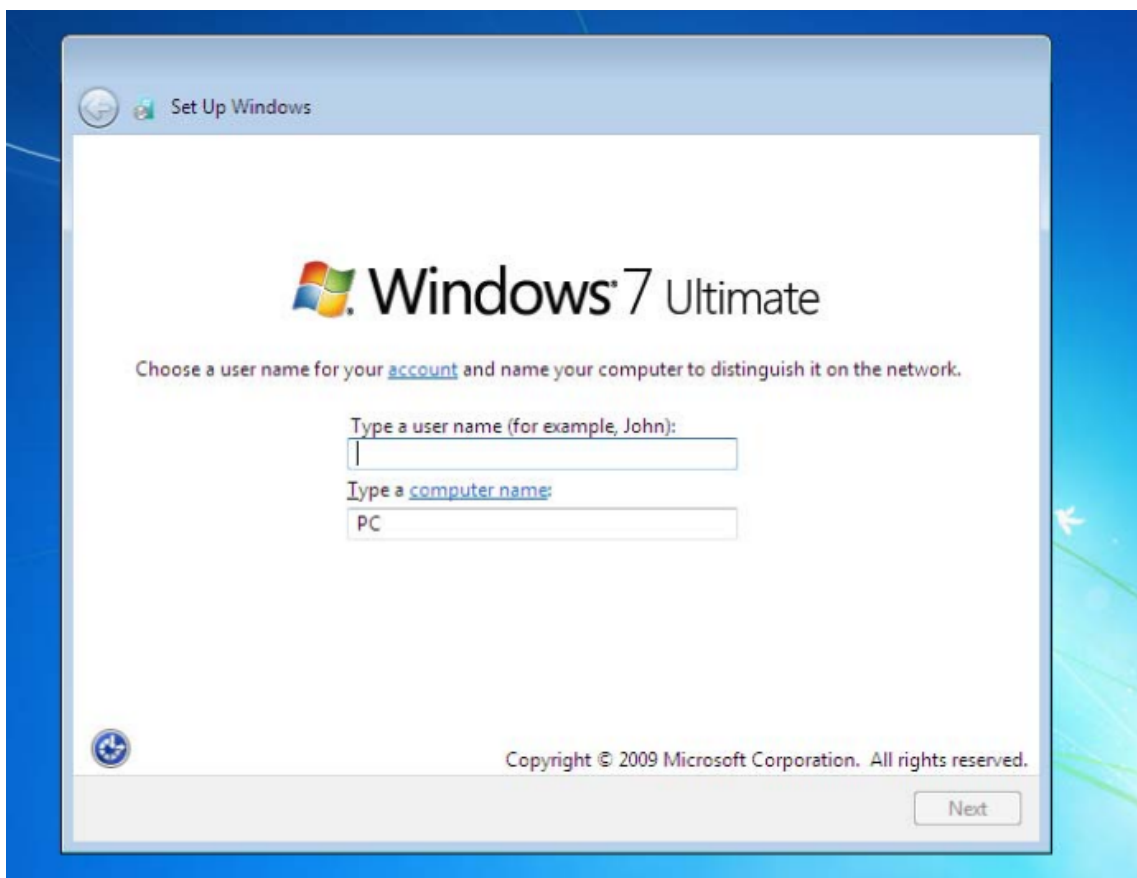 Set Up Windows
Windows® 7 Ultimate
Choose a user name for your account and name your computer to distinguish it on the network.
Type a user name (for example, John):
Type a computer name:
PC
Copyright © 2009 Microsoft Corporation.  All rights reserved.
Next